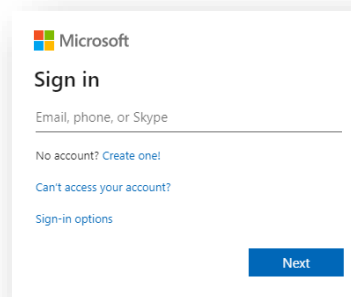 Microsoft
Sign in
Email, phone, or Skype
No account? Create one!
Can't access your account?
Sign-in options
Next